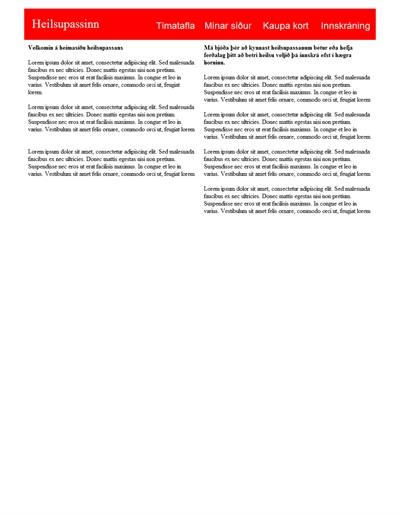 Heilsupassinn
Timatafla Mínar síður Kaupa kort Innskráning
Velkomin á heimasíðu heilsupassans
Lorem ipsum dolor sit amet, consectetur adipiscing elit. Sed malesuada
faucibus ex nec ultricies. Donec mattis egestas nisi non pretium.
Suspendisse nec eros ut erat facilisis maximus. In congue et leo in
varius. Vestibulum sit amet felis ornare, commodo orci ut, feugiat
lorem.
Lorem ipsum dolor sit amet, consectetur adipiscing elit. Sed malesuada
faucibus ex nec ultricies. Donec mattis egestas nisi non pretium.
Suspendisse nec eros ut erat facilisis maximus. In congue et leo in
varius. Vestibulum sit amet felis ornare, commodo orci ut, feugiat lorem
Lorem ipsum dolor sit amet, consectetur adipiscing elit. Sed malesuada
faucibus ex nec ultricies. Donec mattis egestas nisi non pretium.
Suspendisse nec eros ut erat facilisis maximus. In congue et leo in
varius. Vestibulum sit amet felis ornare, commodo orci ut, feugiat lorem
Má bjóða þér að kynnast heilsupassanum betur eða hefja
ferðalag þitt að betri heilsu veljið þá innskrá efst í hægra
horninu.
Lorem ipsum dolor sit amet, consectetur adipiscing elit. Sed malesuada
faucibus ex nec ultricies. Donec mattis egestas nisi non pretium.
Suspendisse nec eros ut erat facilisis maximus. In congue et leo in
varius. Vestibulum sit amet felis ornare, commodo orci ut, feugiat lorem
Lorem ipsum dolor sit amet, consectetur adipiscing elit. Sed malesuada
faucibus ex nec ultricies. Donec mattis egestas nisi non pretium.
Suspendisse nec eros ut erat facilisis maximus. In congue et leo in
varius. Vestibulum sit amet felis ornare, commodo orci ut, feugiat lorem
Lorem ipsum dolor sit amet, consectetur adipiscing elit. Sed malesuada
faucibus ex nec ultricies. Donec mattis egestas nisi non pretium.
Suspendisse nec eros ut erat facilisis maximus. In congue et leo in
varius. Vestibulum sit amet felis ornare, commodo orci ut, feugiat lorem
Lorem ipsum dolor sit amet, consectetur adipiscing elit. Sed malesuada
faucibus ex nec ultricies. Donec mattis egestas nisi non pretium.
Suspendisse nec eros ut erat facilisis maximus. In congue et leo in
varius. Vestibulum sit amet felis ornare, commodo orci ut, feugiat lorem